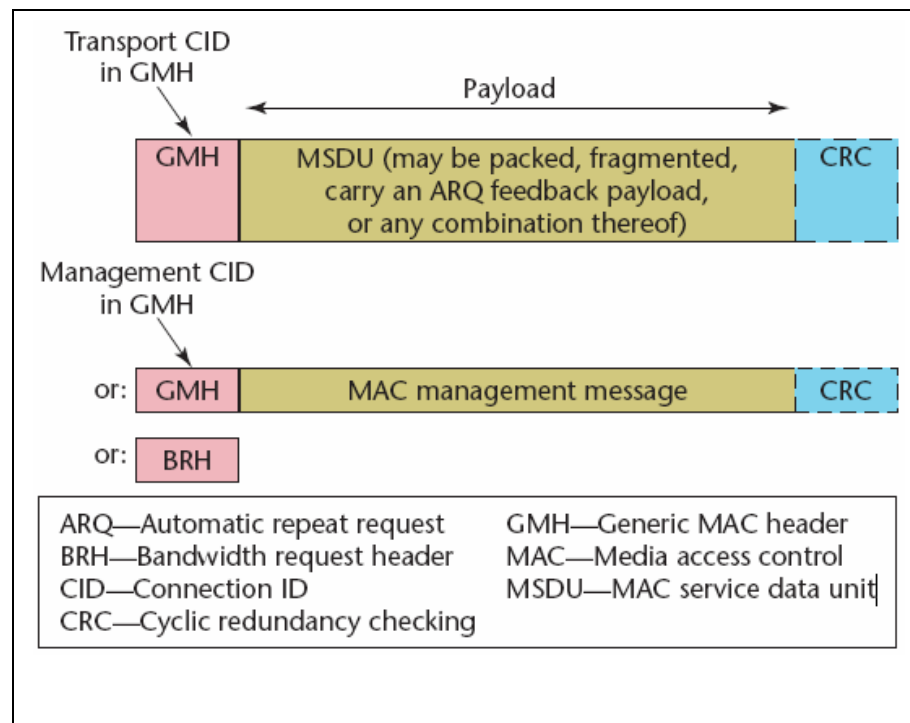 Transport CID
in GMH
Payload
GMH
MSDU (may be packed, fragmented,
carry an ARQ feedback payload,
or any combination thereof)
CRC
Management CID
in GMH
or: GMH MAC management message CRC
or: BRH
ARQ—Automatic repeat request
BRH—Bandwidth request header
CID—Connection ID
CRC—Cyclic redundancy checking
GMH—Generic MAC header
MAC—Media access control
MSDU—MAC service data unit